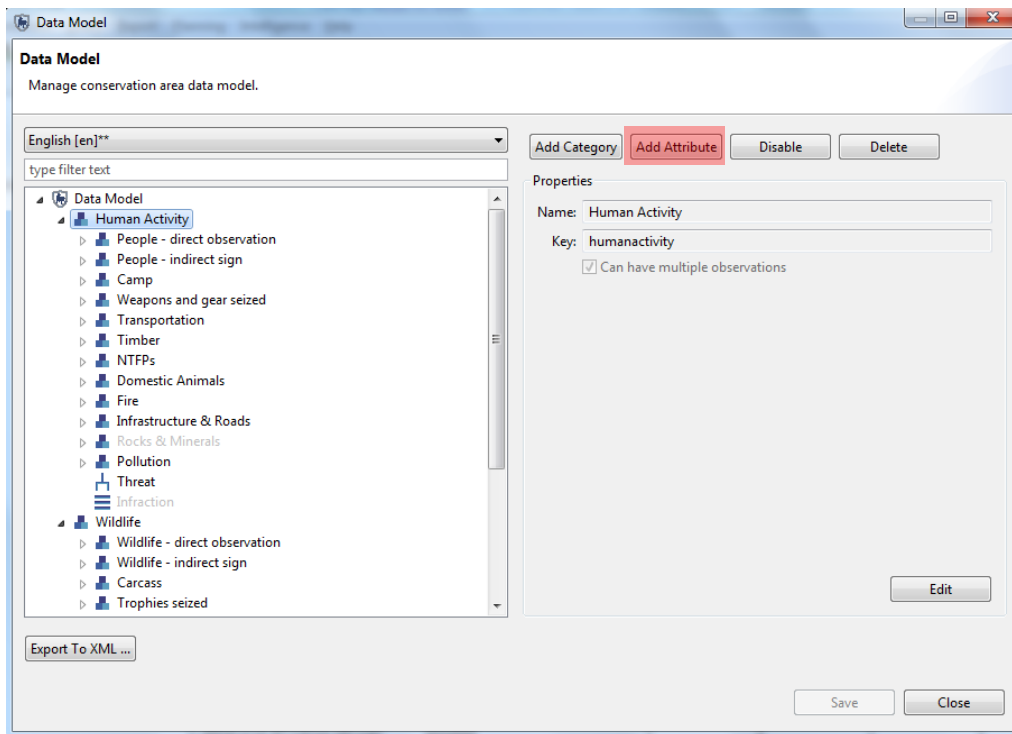 Data Model
Data Model
Manage conservation area data model.
English [en]**
type filter text
Data Model
Human Activity
People - direct observation
People - indirect sign
Camp
Weapons and gear seized
Transportation
Timber
NTFPs
Domestic Animals
Fire
Infrastructure & Roads
Rocks & Minerals
Pollution
Threat
Infraction
Wildlife
Wildlife - direct observation
Wildlife - indirect sign
Carcass
Trophies seized
Export To XML ...
Add Category Add Attribute Disable Delete
Properties
Name: Human Activity
Key: humanactivity
Can have multiple observations
Edit
Save Close